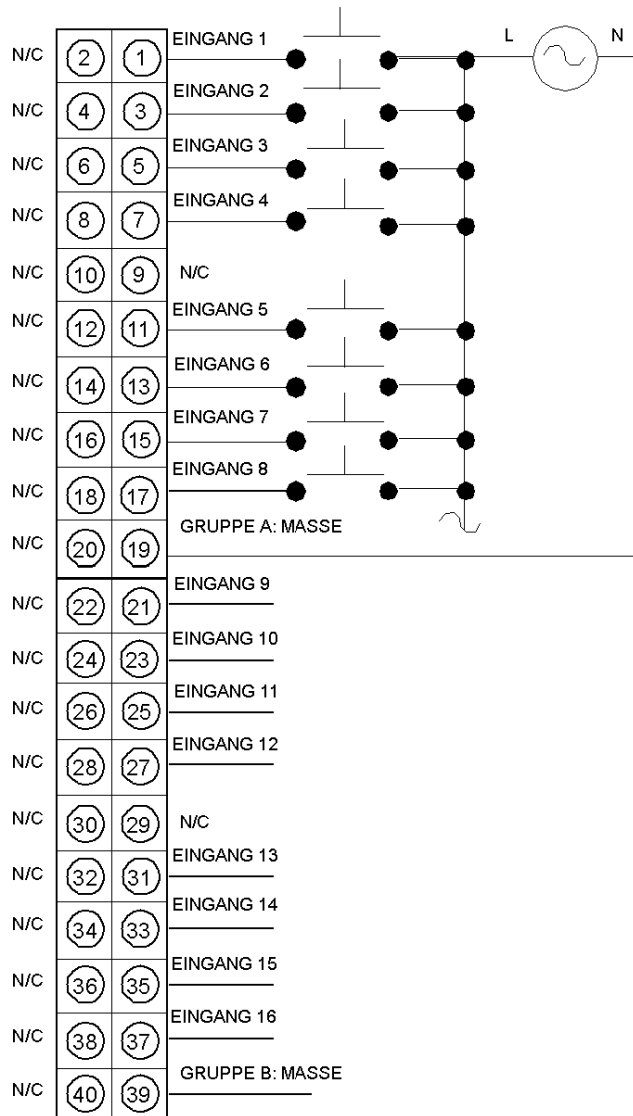 L N
N/C 2 1 EINGANG 1
N/C 4 3 EINGANG 2
N/C 6 5 EINGANG 3
N/C 8 7 EINGANG 4
N/C 10 9 N/C
N/C 12 11 EINGANG 5
N/C 14 13 EINGANG 6
N/C 16 15 EINGANG 7
N/C 18 17 EINGANG 8
N/C 20 19 GRUPPE A: MASSE
N/C 22 21 EINGANG 9
N/C 24 23 EINGANG 10
N/C 26 25 EINGANG 11
N/C 28 27 EINGANG 12
N/C 30 29 N/C
N/C 32 31 EINGANG 13
N/C 34 33 EINGANG 14
N/C 36 35 EINGANG 15
N/C 38 37 EINGANG 16
N/C 40 39 GRUPPE B: MASSE